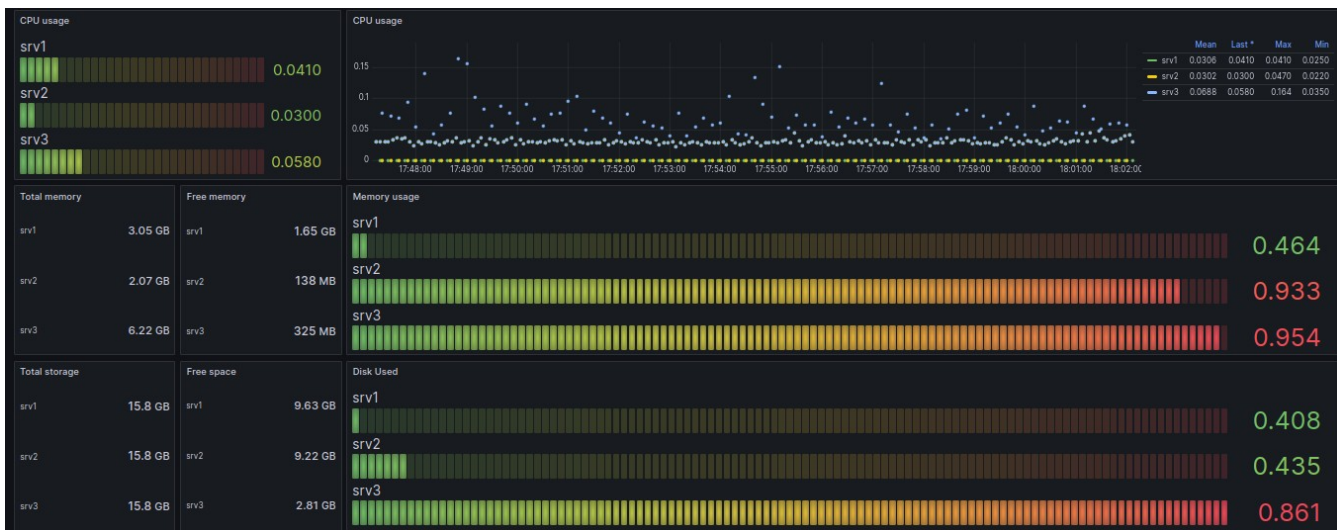 CPU usage
srv1
0.0410
srv2
0.0300
srv3
0.0580
CPU usage
0.15
0.1
0.05
0
17:48:00 17:49:00 17:50:00 17:51:00 17:52:00 17:53:00 17:54:00 17:55:00 17:56:00 17:57:00 17:58:00 17:59:00 18:00:00 18:01:00 18:02:00
Mean Last * Max Min
srv1 0.0306 0.0410 0.0410 0.0250
srv2 0.0302 0.0300 0.0470 0.0220
srv3 0.0688 0.0580 0.164 0.0350
Total memory
srv1 3.05 GB
srv2 2.07 GB
srv3 6.22 GB
Free memory
srv1 1.65 GB
srv2 138 MB
srv3 325 MB
Memory usage
srv1
0.464
srv2
0.933
srv3
0.954
Total storage
srv1 15.8 GB
srv2 15.8 GB
srv3 15.8 GB
Free space
srv1 9.63 GB
srv2 9.22 GB
srv3 2.81 GB
Disk Used
srv1
0.408
srv2
0.435
srv3
0.861